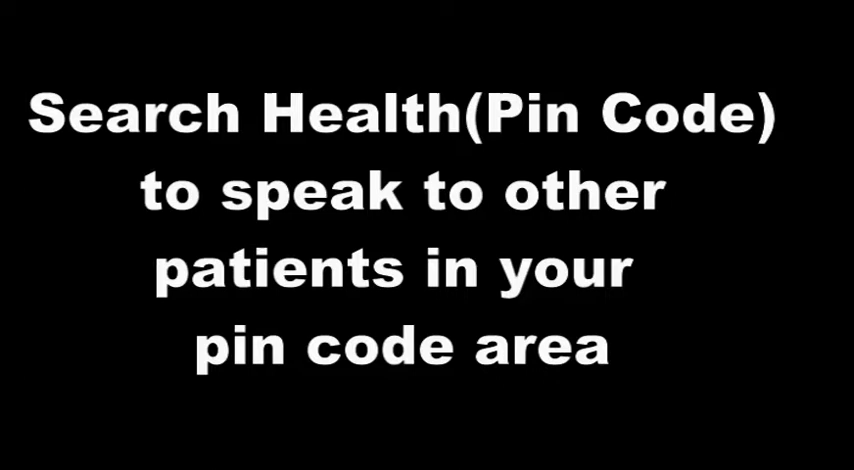 Search Health(Pin Code)
to speak to other
patients in your
pin code area